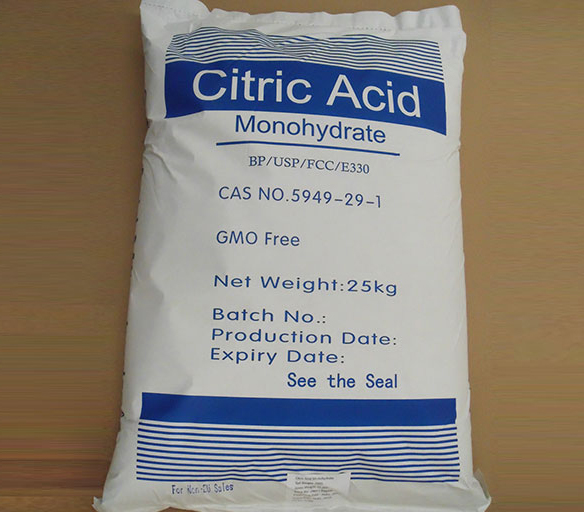 Citric Acid
Monohydrate
BP/USP/FCC/E330
CAS NO.5949-29-1
GMO Free
Net Weight:25kg
Batch No.:
Production Date:
Expiry Date:
See the Seal
For Non-EU Sales